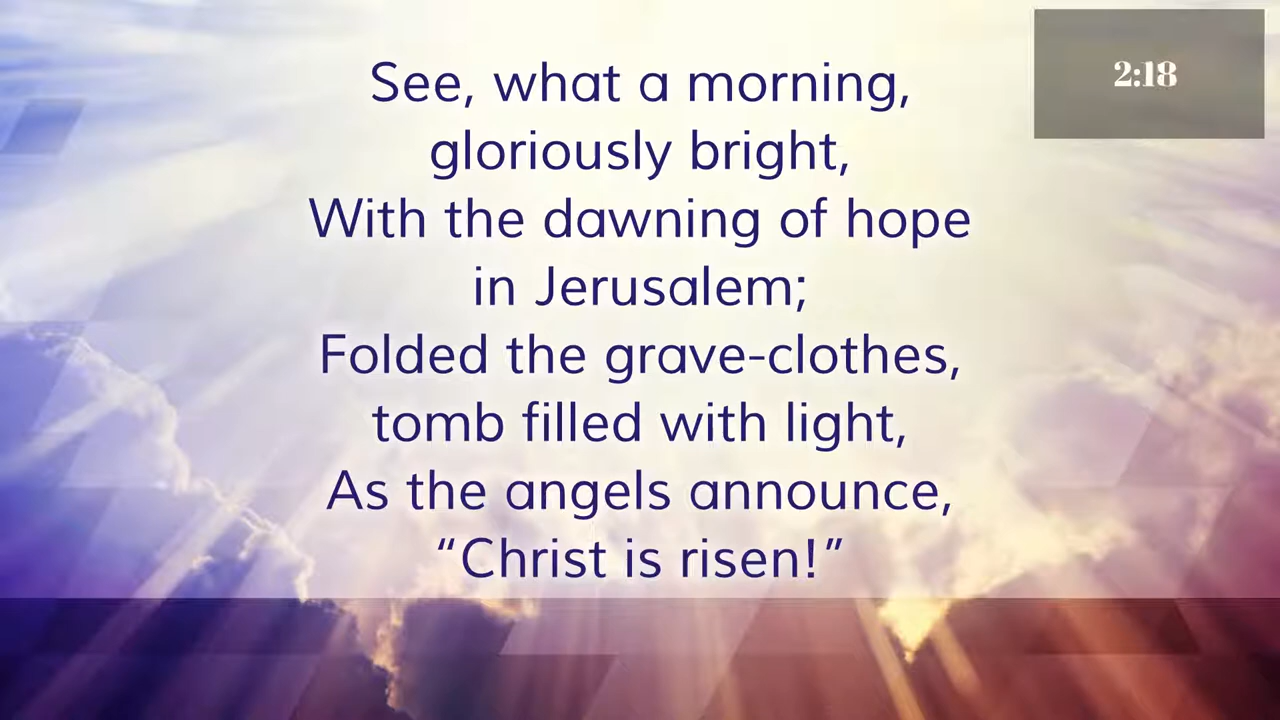 See, what a morning,
gloriously bright,
With the dawning of hope
in Jerusalem;
Folded the grave-clothes,
tomb filled with light,
As the angels announce,
“Christ is risen!”
2:18